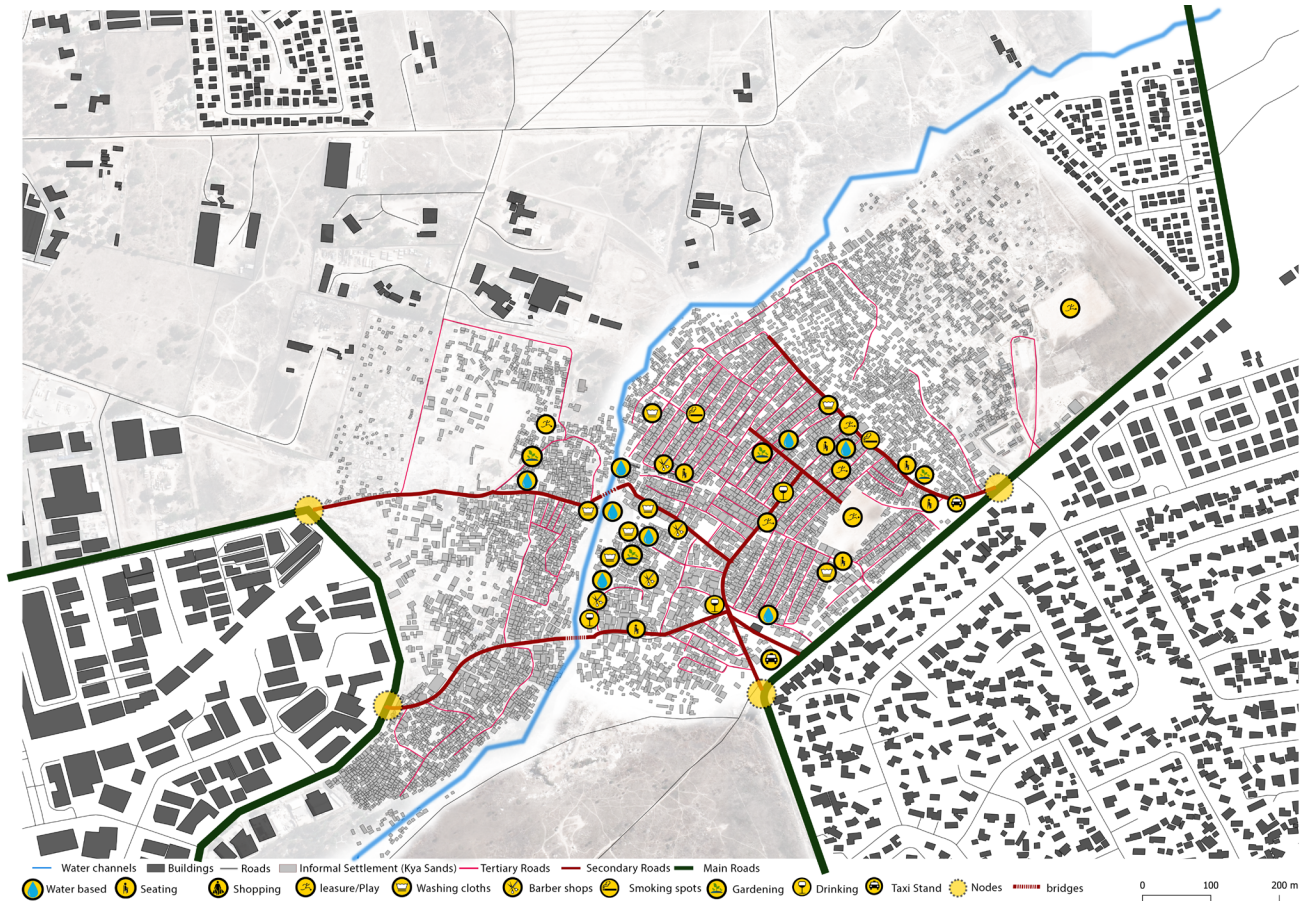 Water channels Buildings Roads Informal Settlement (Kya Sands) Tertiary Roads Secondary Roads Main Roads
Water based Seating Shopping leasure/Play Washing cloths Barber shops Smoking spots Gardening Drinking Taxi Stand Nodes bridges
0 100 200 m